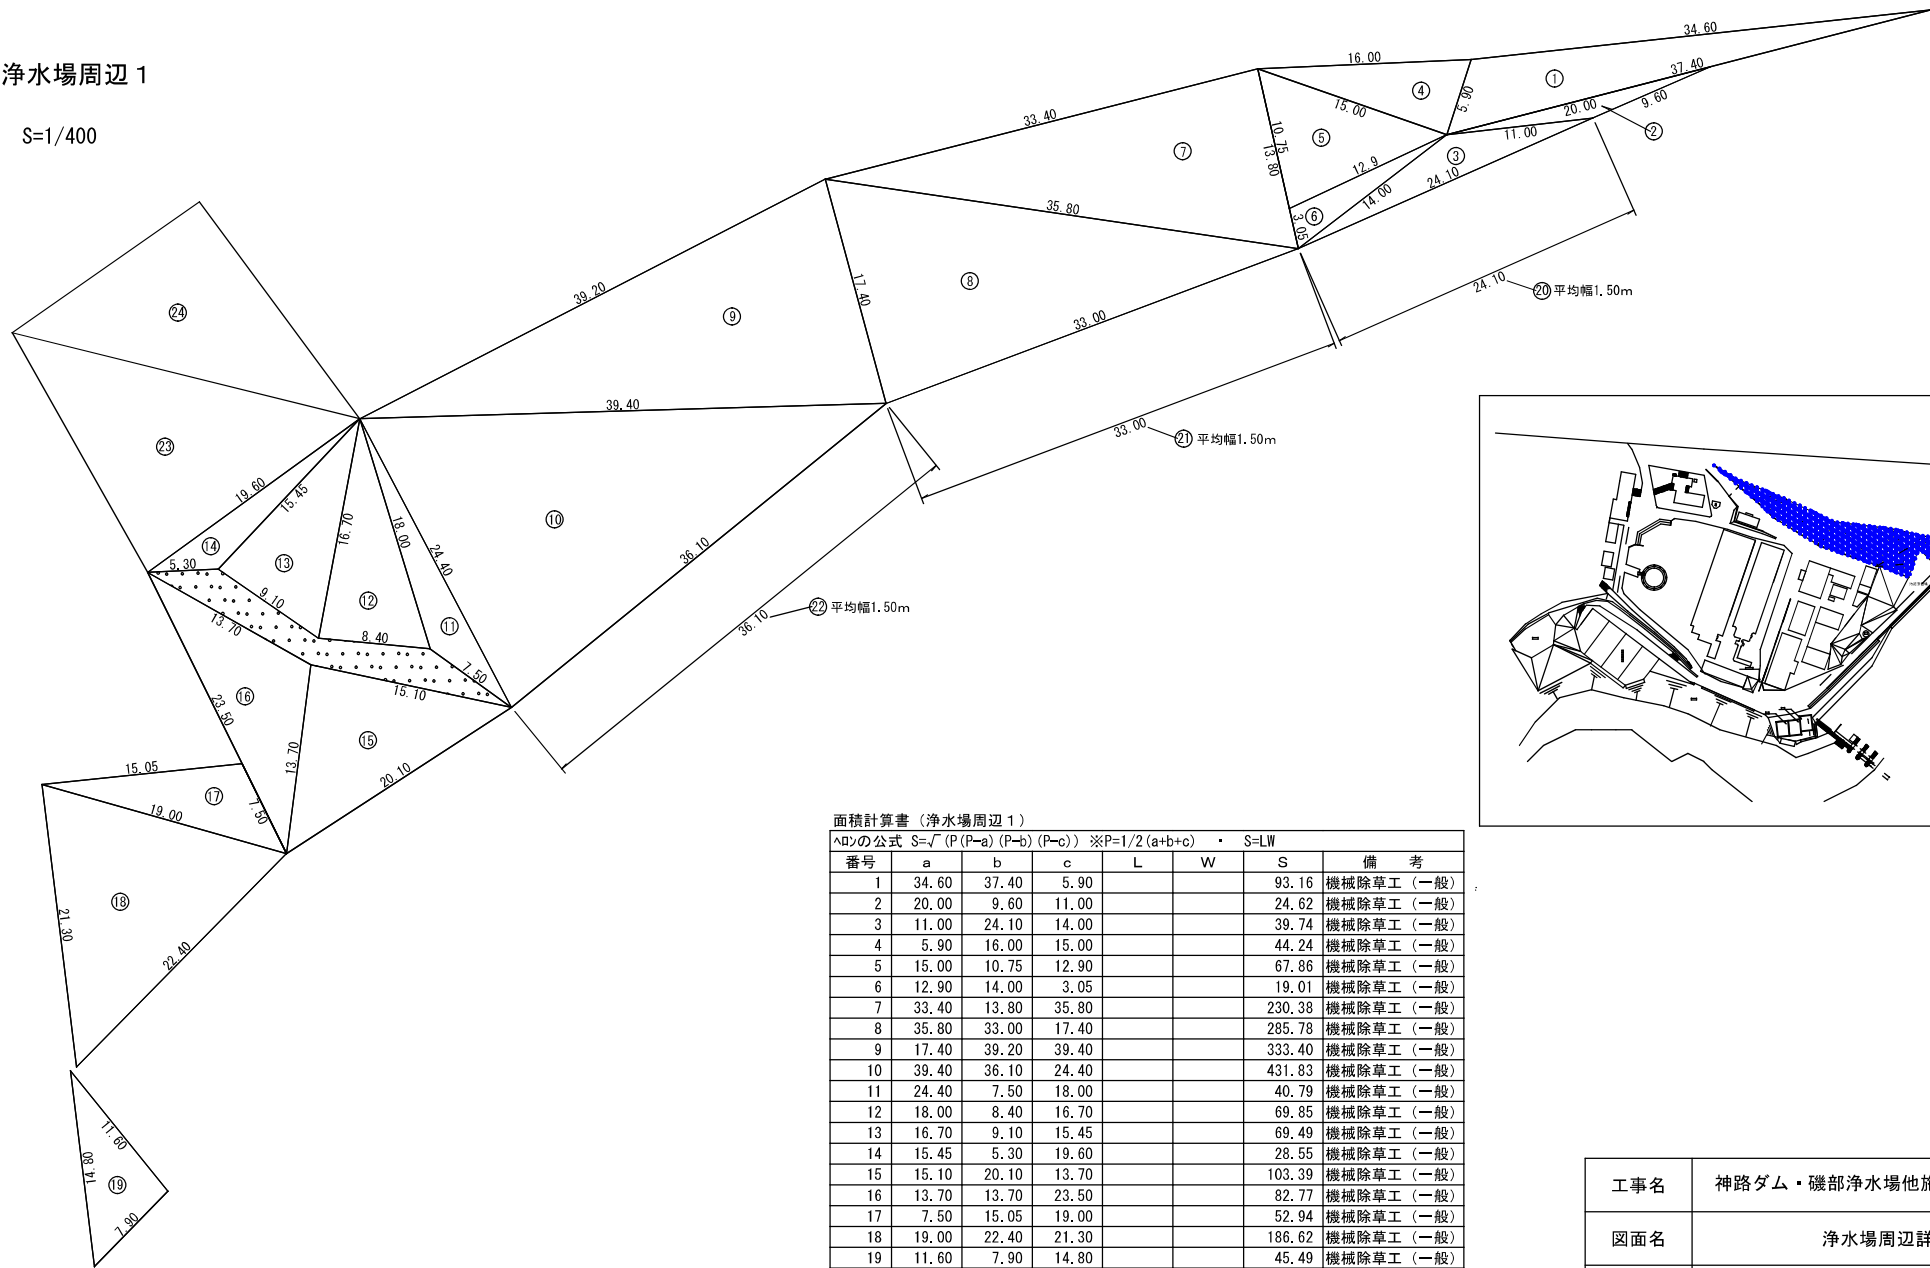 浄水場周辺１
S=1/400
34.60
16.00
①
37.40
④
5.90
15.00
20.00
9.60
②
33.40
10.75
13.80
⑤
11.00
⑦
③
12.9
24.10
14.00
35.80
⑥
3.05
⑧
17.40
24.10
⑳平均幅1.50m
39.20
㉔
⑨
33.00
39.40
33.00
㉑ 平均幅1.50m
㉓
19.60
15.45
16.70
18.00
24.40
⑩
⑭
⑬
36.10
5.30
9.10
⑫
⑪
36.10
㉒ 平均幅1.50m
13.70
8.40
7.50
15.10
⑯
23.50
⑮
13.70
20.10
15.05
⑰
19.00
7.50
⑱
21.30
22.40
11.60
14.80
⑲
7.90
面積計算書（浄水場周辺１）
ヘロンの公式 S=√(P(P-a)(P-b)(P-c)) ※P=1/2(a+b+c) ・ S=LW
番号 a b c L W S 備 考
1 34.60 37.40 5.90 93.16 機械除草工（一般）
2 20.00 9.60 11.00 24.62 機械除草工（一般）
3 11.00 24.10 14.00 39.74 機械除草工（一般）
4 5.90 16.00 15.00 44.24 機械除草工（一般）
5 15.00 10.75 12.90 67.86 機械除草工（一般）
6 12.90 14.00 3.05 19.01 機械除草工（一般）
7 33.40 13.80 35.80 230.38 機械除草工（一般）
8 35.80 33.00 17.40 285.78 機械除草工（一般）
9 17.40 39.20 39.40 333.40 機械除草工（一般）
10 39.40 36.10 24.40 431.83 機械除草工（一般）
11 24.40 7.50 18.00 40.79 機械除草工（一般）
12 18.00 8.40 16.70 69.85 機械除草工（一般）
13 16.70 9.10 15.45 69.49 機械除草工（一般）
14 15.45 5.30 19.60 28.55 機械除草工（一般）
15 15.10 20.10 13.70 103.39 機械除草工（一般）
16 13.70 13.70 23.50 82.77 機械除草工（一般）
17 7.50 15.05 19.00 52.94 機械除草工（一般）
18 19.00 22.40 21.30 186.62 機械除草工（一般）
19 11.60 7.90 14.80 45.49 機械除草工（一般）
工事名 神路ダム・磯部浄水場他
図面名 浄水場周辺